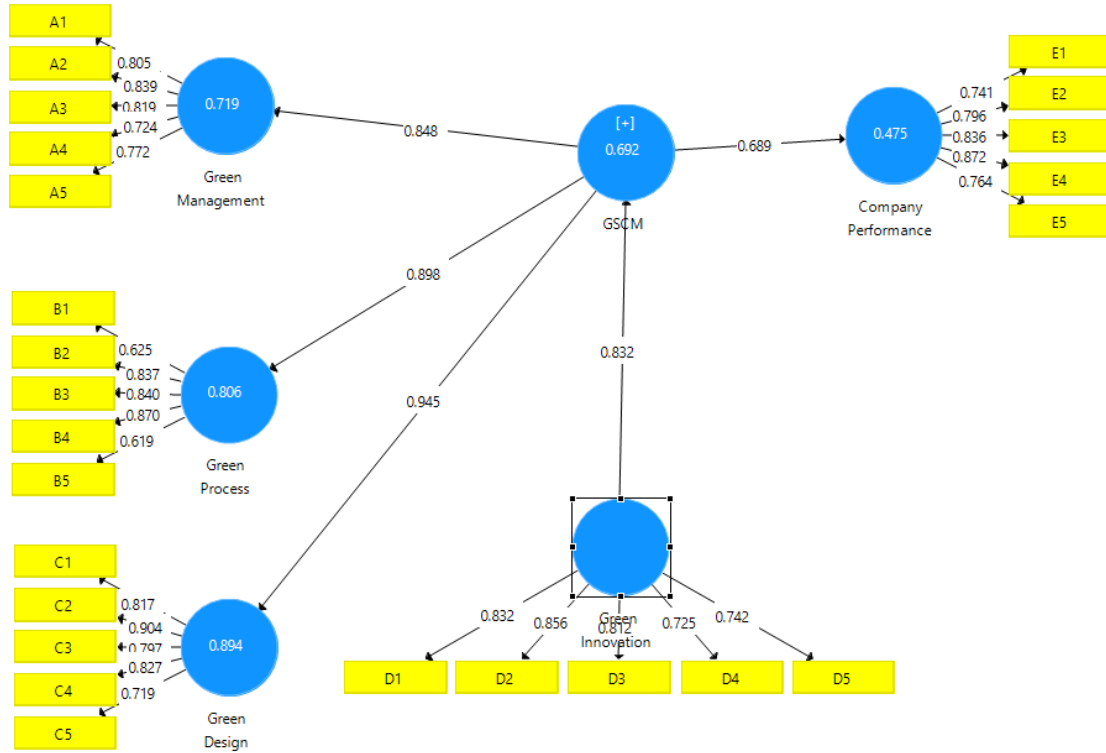 A1
A2
A3
A4
A5
0.805
0.839
0.819
0.724
0.772
0.719
Green
Management
0.848
[+]
0.692
GSCM
0.689
0.475
Company
Performance
0.741
0.796
0.836
0.872
0.764
E1
E2
E3
E4
E5
0.898
0.945
0.832
B1
B2
B3
B4
B5
0.625
0.837
0.840
0.870
0.619
0.806
Green
Process
C1
C2
C3
C4
C5
0.817
0.904
0.797
0.827
0.719
0.894
Green
Design
Green
Innovation
0.832
0.856
0.812
0.725
0.742
D1
D2
D3
D4
D5